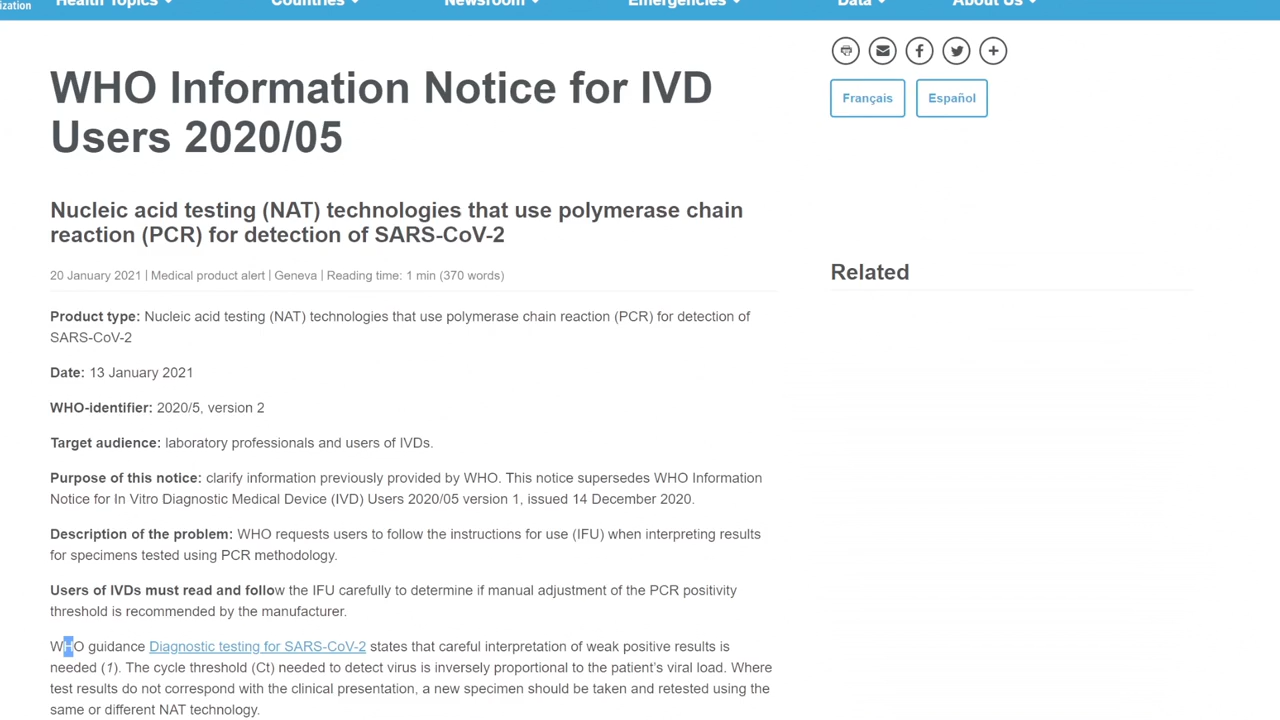 ization
Health Topics
Countries
Newsroom
Emergencies
Data
About Us
WHO Information Notice for IVD
Users 2020/05
Français
Español
Nucleic acid testing (NAT) technologies that use polymerase chain
reaction (PCR) for detection of SARS-CoV-2
20 January 2021 | Medical product alert | Geneva | Reading time: 1 min (370 words)
Related
Product type: Nucleic acid testing (NAT) technologies that use polymerase chain reaction (PCR) for detection of
SARS-CoV-2
Date: 13 January 2021
WHO-identifier: 2020/5, version 2
Target audience: laboratory professionals and users of IVDs.
Purpose of this notice: clarify information previously provided by WHO. This notice supersedes WHO Information
Notice for In Vitro Diagnostic Medical Device (IVD) Users 2020/05 version 1, issued 14 December 2020.
Description of the problem: WHO requests users to follow the instructions for use (IFU) when interpreting results
for specimens tested using PCR methodology.
Users of IVDs must read and follow the IFU carefully to determine if manual adjustment of the PCR positivity
threshold is recommended by the manufacturer.
WHO guidance Diagnostic testing for SARS-CoV-2 states that careful interpretation of weak positive results is
needed (1). The cycle threshold (Ct) needed to detect virus is inversely proportional to the patient's viral load. Where
test results do not correspond with the clinical presentation, a new specimen should be taken and retested using the
same or different NAT technology.